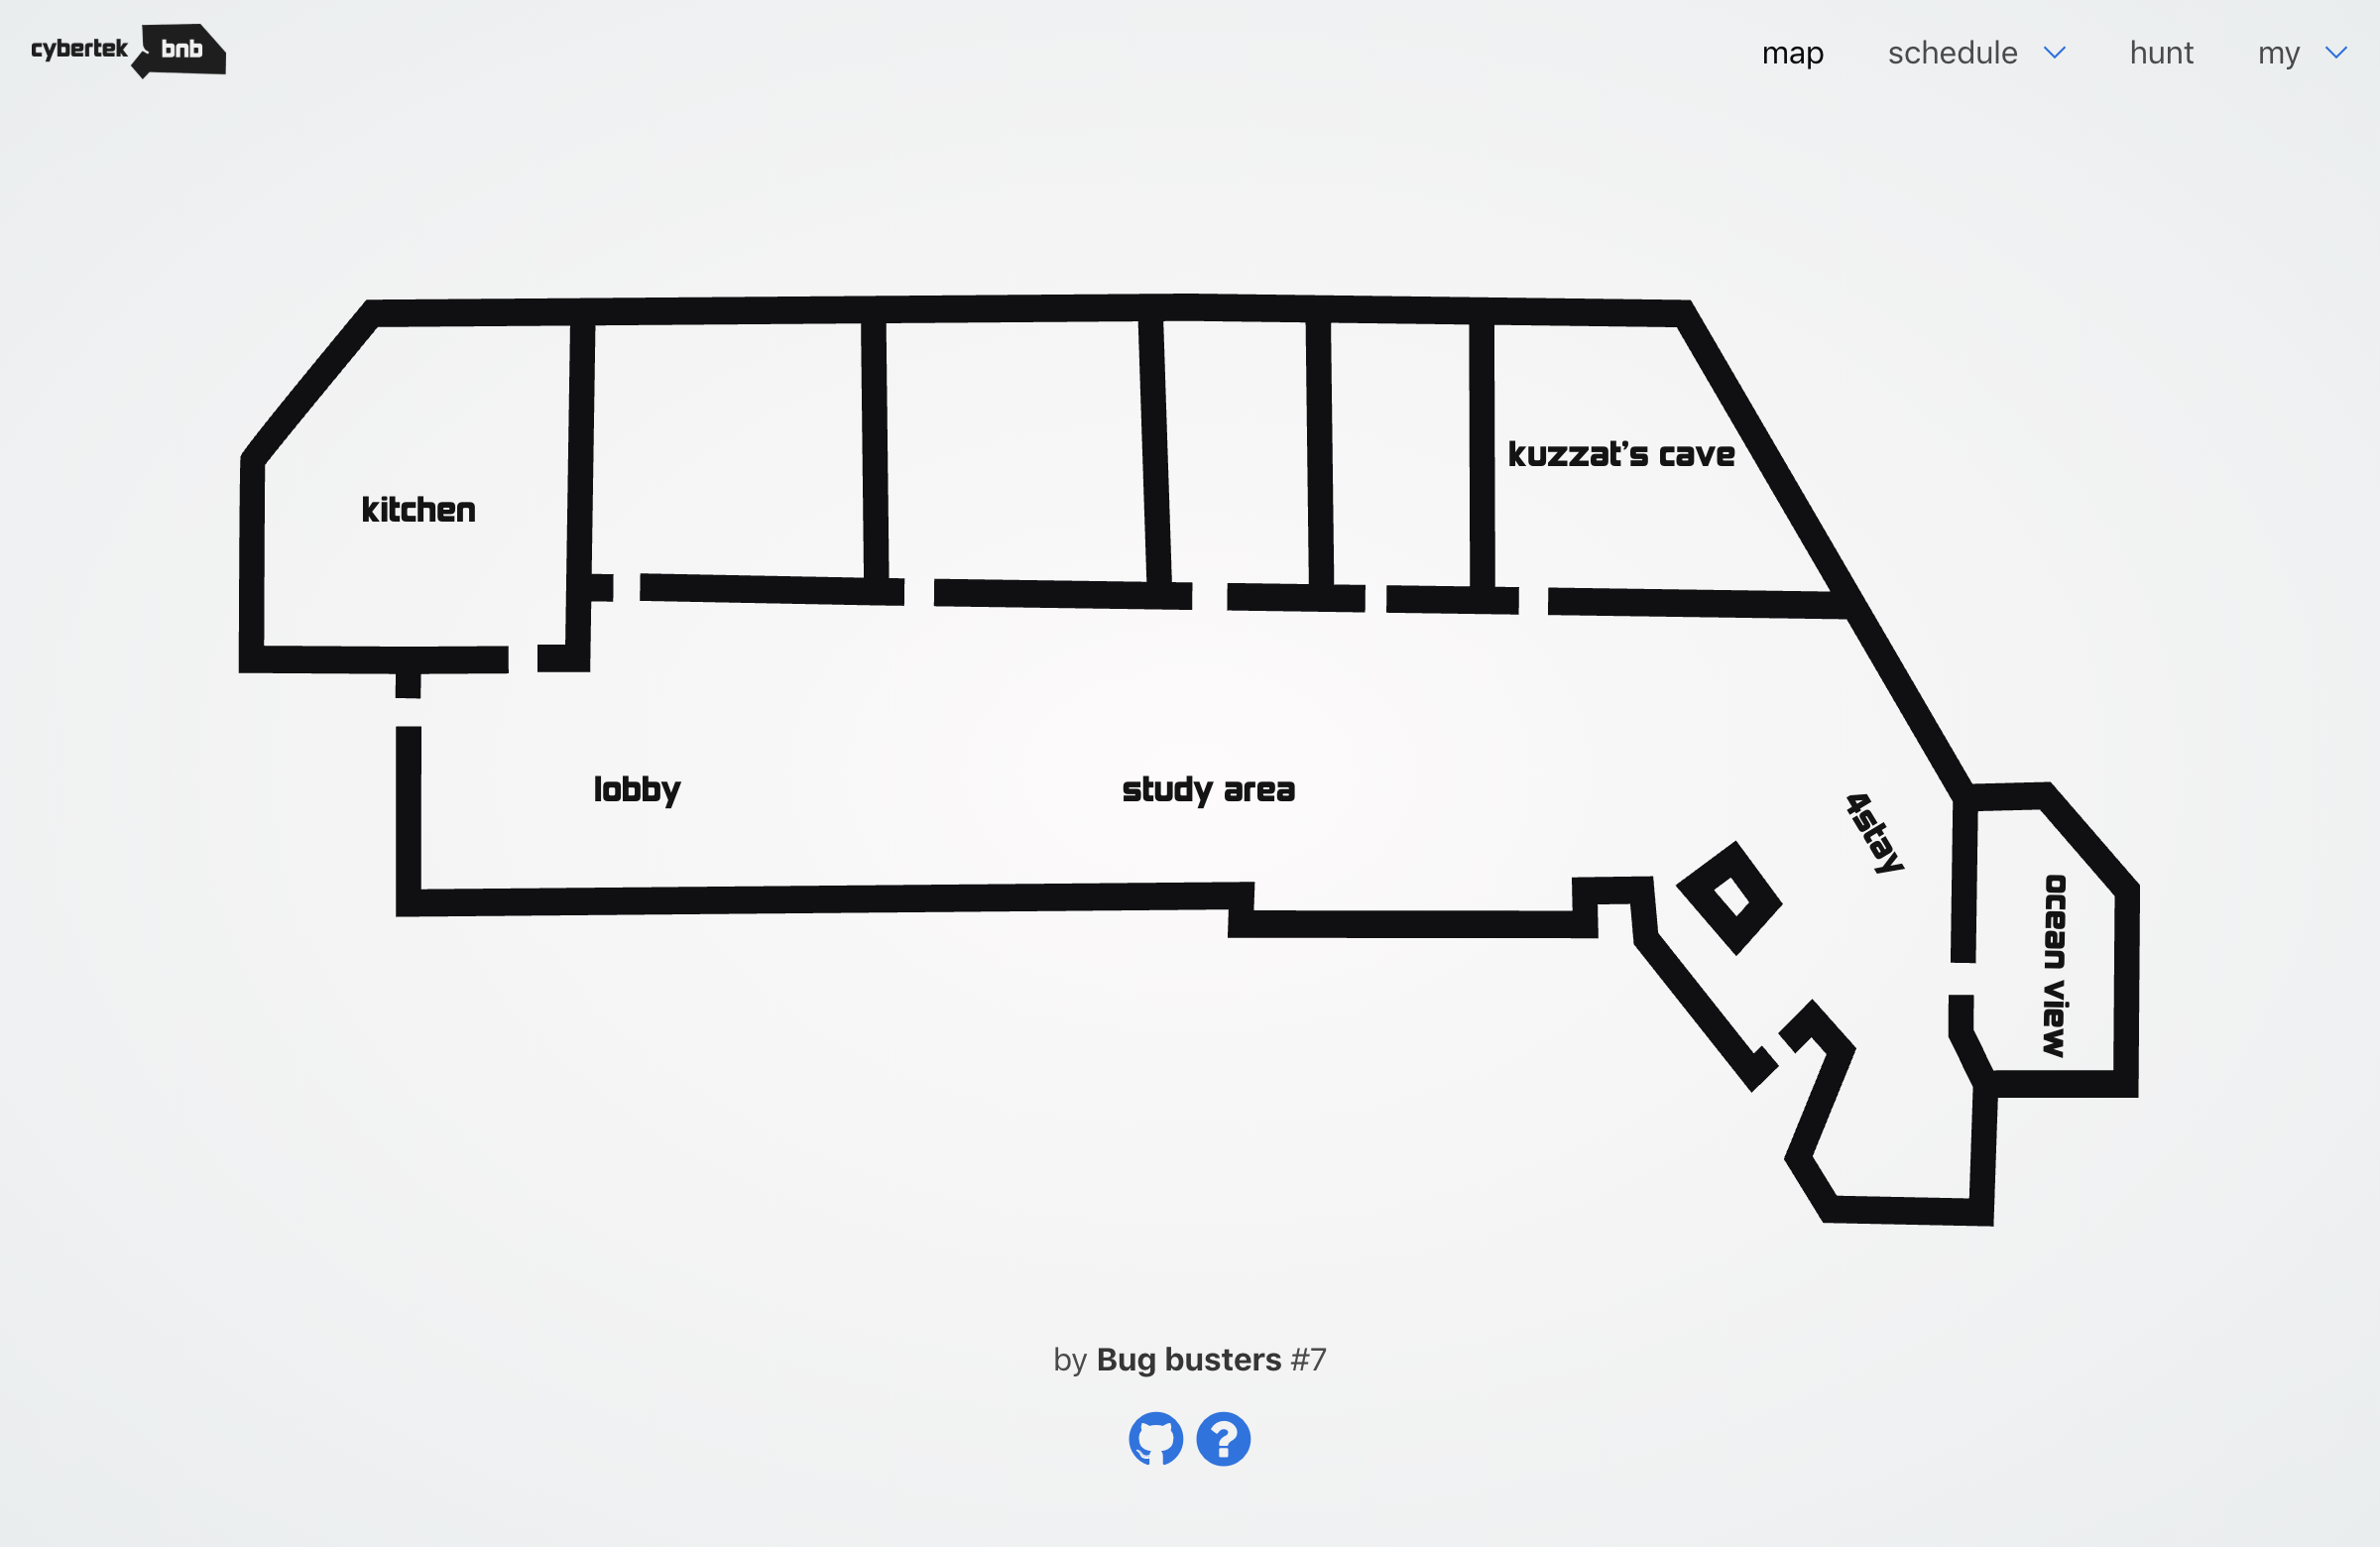 cybertek bnb
map schedule hunt my
kuzzat's cave
kitchen
lobby
study area
4stay
ocean view
by Bug busters #7
?